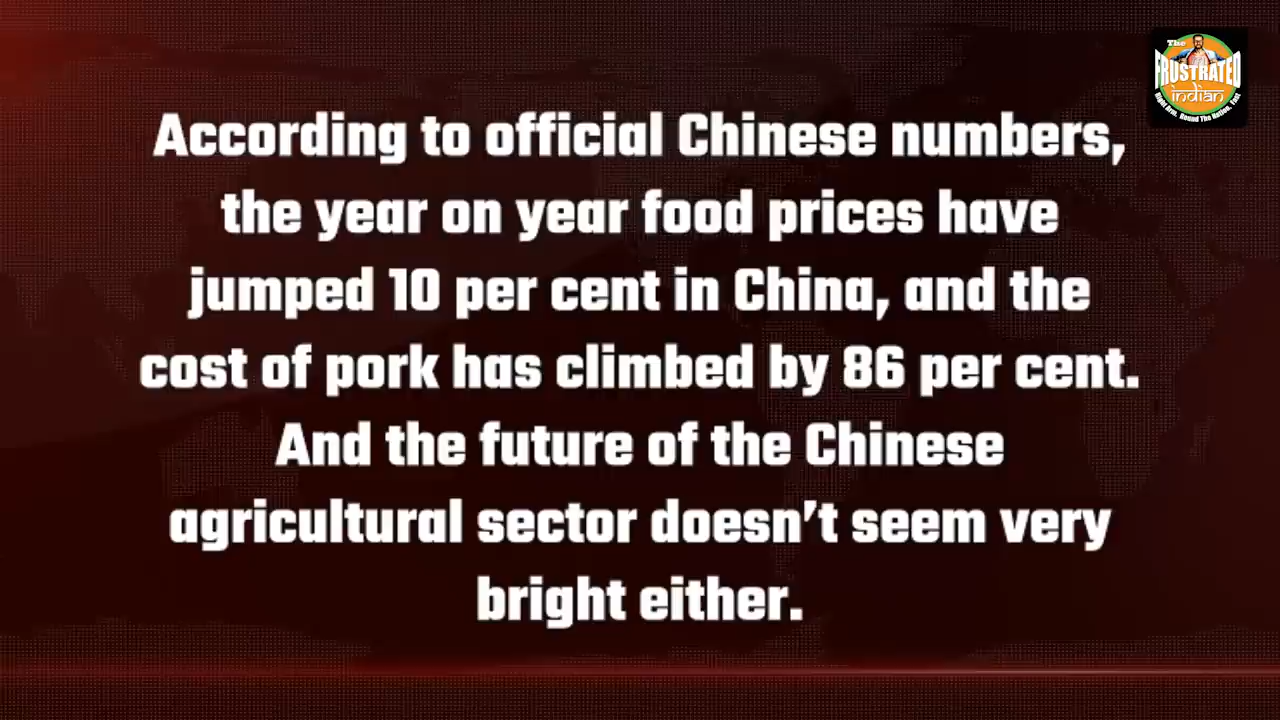 The
FRUSTRATED
indian
According to official Chinese numbers,
the year on year food prices have
jumped 10 per cent in China, and the
cost of pork has climbed by 86 per cent.
And the future of the Chinese
agricultural sector doesn’t seem very
bright either.